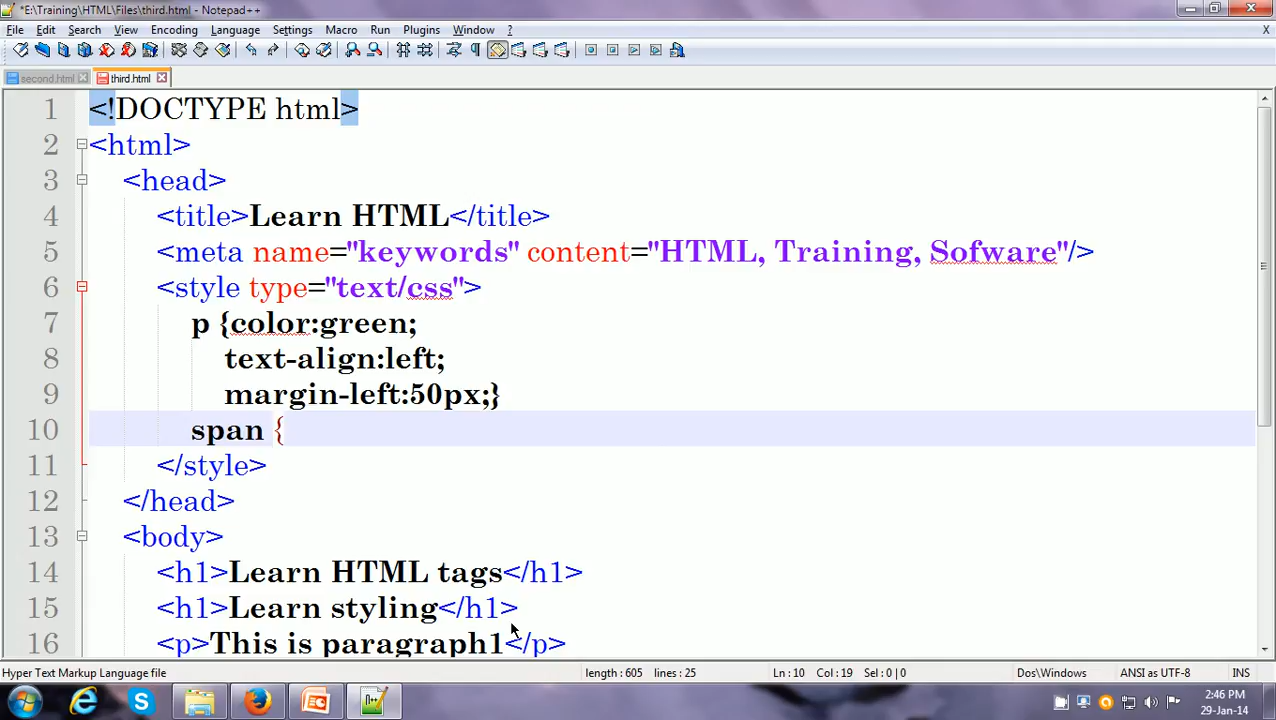 *E:\Training\HTML\Files\third.html - Notepad++
File Edit Search View Encoding Language Settings Macro Run Plugins Window ? X
second.html third.html
1 <!DOCTYPE html>
2 <html>
3 <head>
4 <title>Learn HTML</title>
5 <meta name="keywords" content="HTML, Training, Sofware"/>
6 <style type="text/css">
7 p {color:green;
8 text-align:left;
9 margin-left:50px;}
10 span {
11 </style>
12 </head>
13 <body>
14 <h1>Learn HTML tags</h1>
15 <h1>Learn styling</h1>
16 <p>This is paragraph1</p>
Hyper Text Markup Language file length : 605 lines : 25 Ln : 10 Col : 19 Sel : 0 | 0 Dos\Windows ANSI as UTF-8 INS
2:46 PM
29-Jan-14